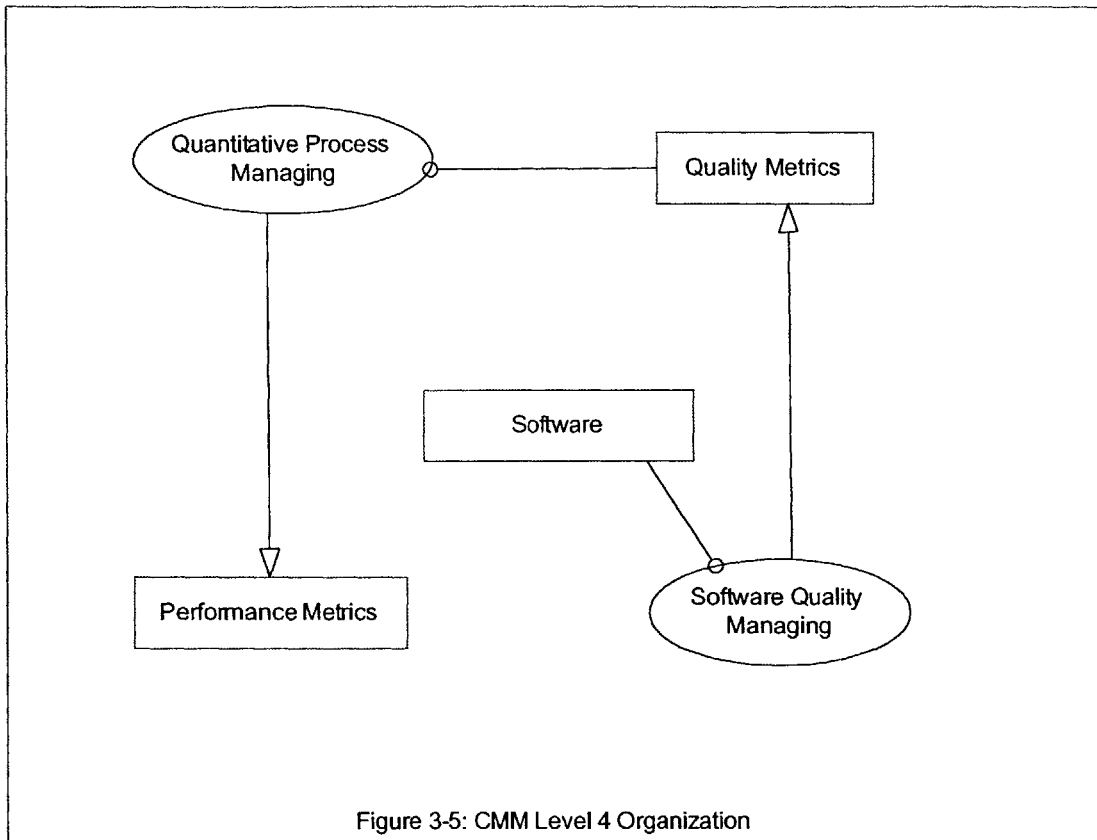 Quantitative Process
Managing
Quality Metrics
Software
Performance Metrics
Software Quality
Managing
Figure 3-5: CMM Level 4 Organization